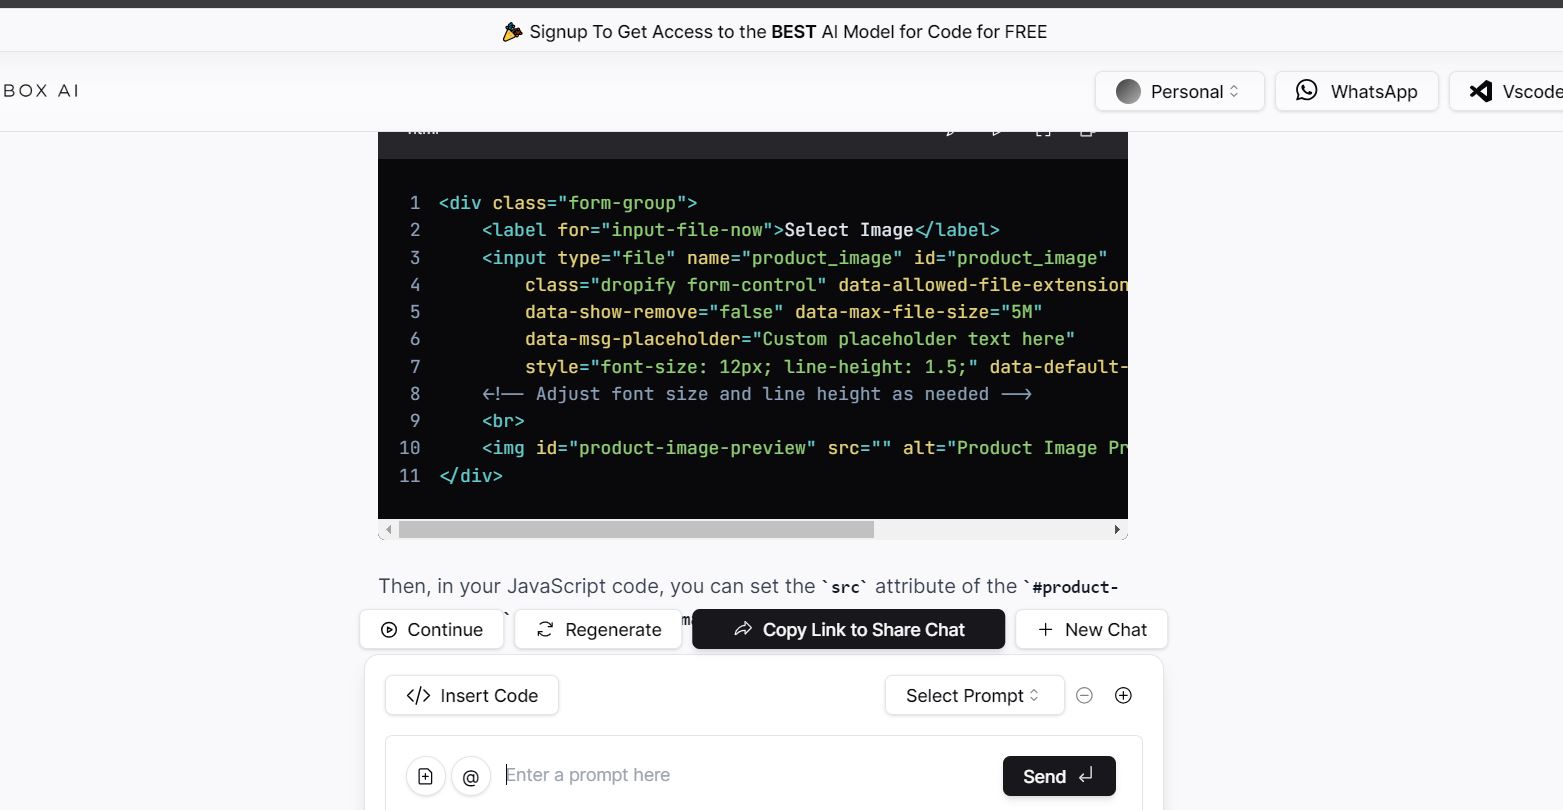 Signup To Get Access to the BEST AI Model for Code for FREE
BOX AI
Personal
WhatsApp
Vscode
html
1 <div class="form-group">
2 <label for="input-file-now">Select Image</label>
3 <input type="file" name="product_image" id="product_image"
4 class="dropify form-control" data-allowed-file-extension
5 data-show-remove="false" data-max-file-size="5M"
6 data-msg-placeholder="Custom placeholder text here"
7 style="font-size: 12px; line-height: 1.5;" data-default-
8 <!-- Adjust font size and line height as needed -->
9 <br>
10 <img id="product-image-preview" src="" alt="Product Image Pr
11 </div>
Then, in your JavaScript code, you can set the `src` attribute of the `#product-
Continue
Regenerate
Copy Link to Share Chat
New Chat
</> Insert Code
Select Prompt
@
Enter a prompt here
Send